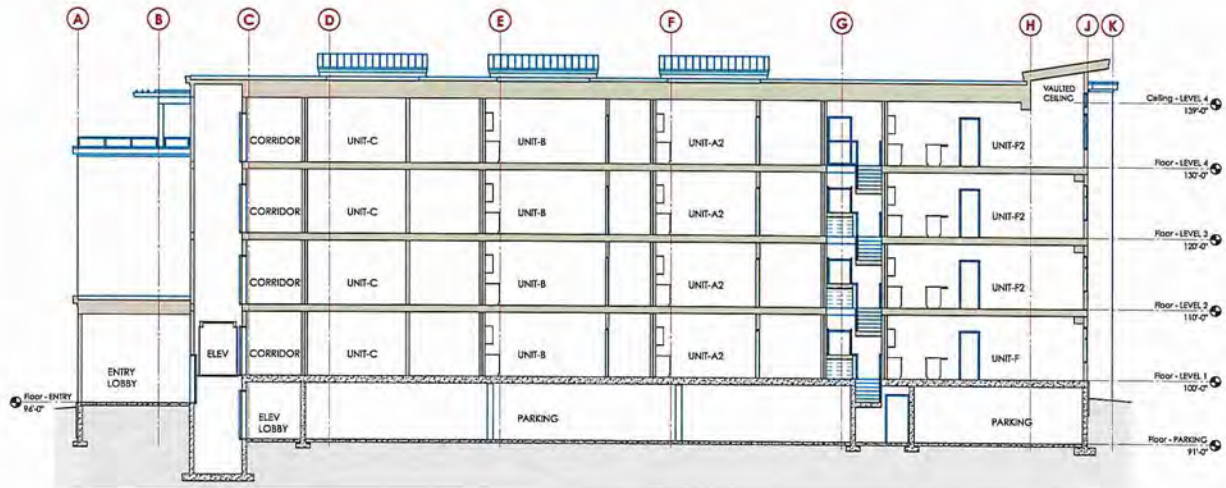 A B C D E F G H J K
VAULTED
CEILING
Ceiling - LEVEL 4
139'-0"
CORRIDOR UNIT-C UNIT-B UNIT-A2 UNIT-F2
Floor - LEVEL 4
130'-0"
CORRIDOR UNIT-C UNIT-B UNIT-A2 UNIT-F2
Floor - LEVEL 3
120'-0"
CORRIDOR UNIT-C UNIT-B UNIT-A2 UNIT-F2
Floor - LEVEL 2
110'-0"
ELEV CORRIDOR UNIT-C UNIT-B UNIT-A2 UNIT-F
ENTRY
LOBBY
Floor - LEVEL 1
100'-0"
Floor - ENTRY
96'-0"
ELEV
LOBBY
PARKING PARKING
Floor - PARKING
91'-0"